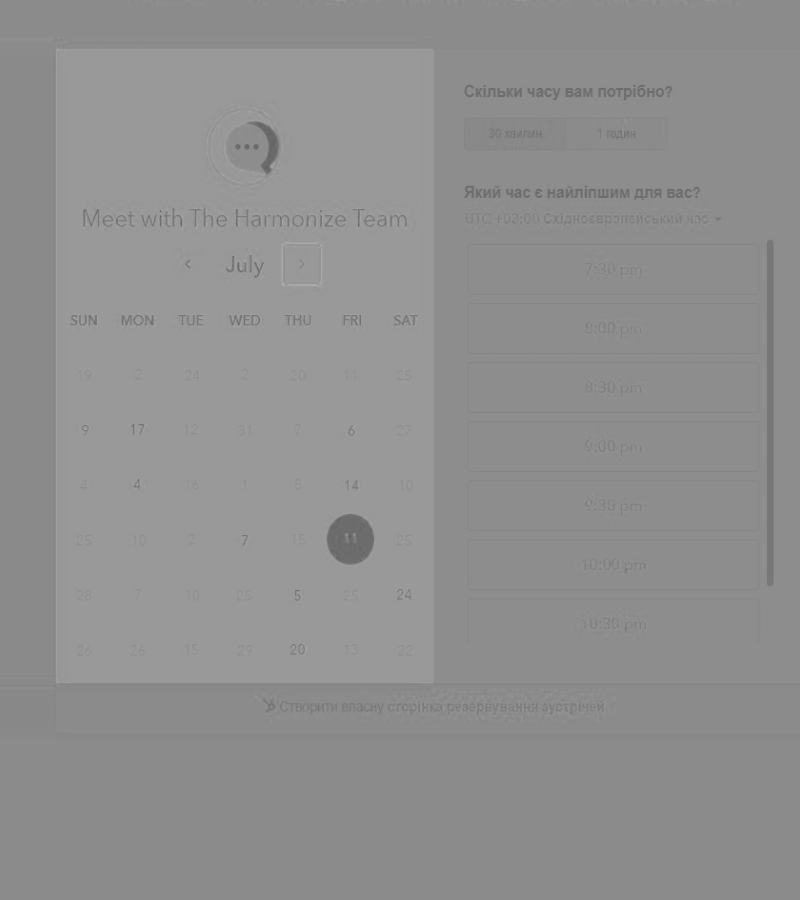 Meet with The Harmonize Team
July
SUN MON TUE WED THU FRI SAT
19 2 24 2 20 11 25
9 17 12 31 7 6 27
4 4 16 1 8 14 10
25 10 2 7 15 11 25
28 7 10 25 5 25 24
26 26 15 29 20 13 22
Скільки часу вам потрібно?
30 хвилин 1 годин
Який час є найліпшим для вас?
UTC +03:00 Східноєвропейський час
7:30 pm
8:00 pm
8:30 pm
9:00 pm
9:30 pm
10:00 pm
10:30 pm
Створити власну сторінка резервування зустрічей